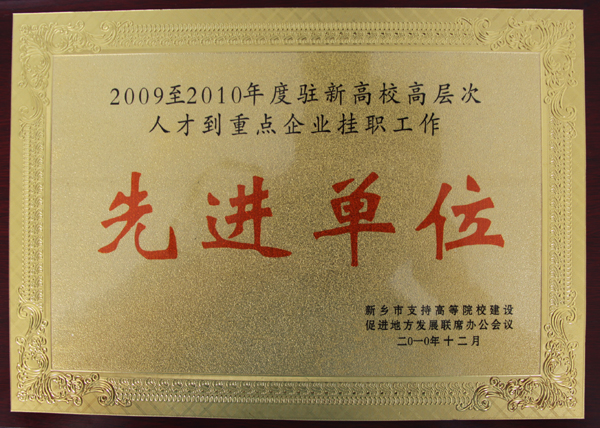 2009至2010年度驻新高校高层次
人才到重点企业挂职工作
先进单位
新乡市支持高等院校建设
促进地方发展联席办公会议
二〇一〇年十二月